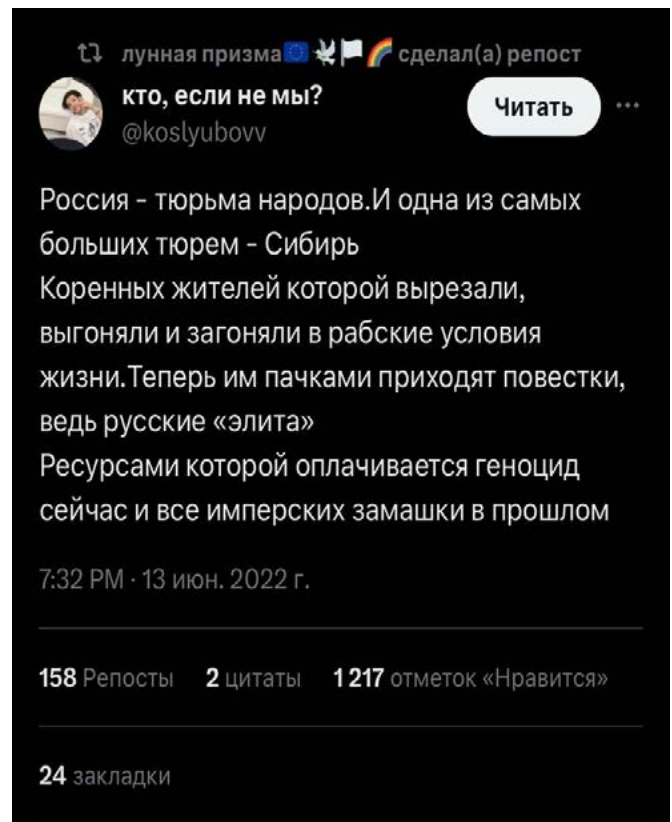 лунная призма🇪🇺🕊🏳🌈 сделал(а) репост
кто, если не мы?
@koslyubovv
Читать
Россия - тюрьма народов.И одна из самых
больших тюрем - Сибирь
Коренных жителей которой вырезали,
выгоняли и загоняли в рабские условия
жизни.Теперь им пачками приходят повестки,
ведь русские «элита»
Ресурсами которой оплачивается геноцид
сейчас и все имперских замашки в прошлом
7:32 PM · 13 июн. 2022 г.
158 Репосты 2 цитаты 1 217 отметок «Нравится»
24 закладки